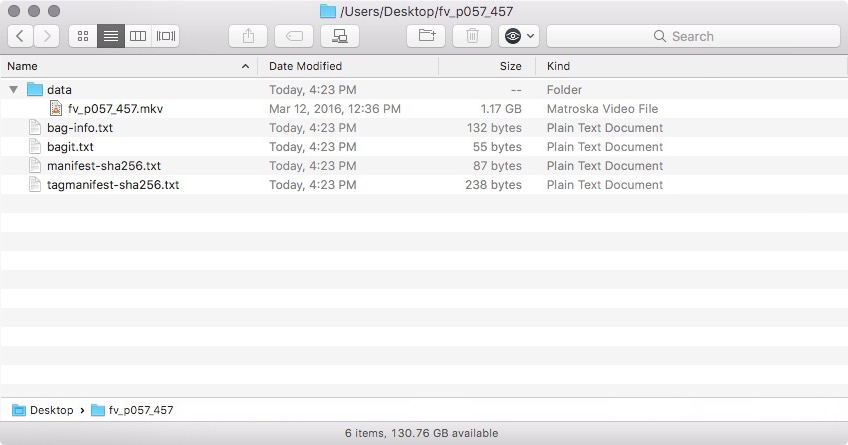 /Users/Desktop/fv_p057_457
Search
Name Date Modified Size Kind
data Today, 4:23 PM -- Folder
fv_p057_457.mkv Mar 12, 2016, 12:36 PM 1.17 GB Matroska Video File
bag-info.txt Today, 4:23 PM 132 bytes Plain Text Document
bagit.txt Today, 4:23 PM 55 bytes Plain Text Document
manifest-sha256.txt Today, 4:23 PM 87 bytes Plain Text Document
tagmanifest-sha256.txt Today, 4:23 PM 238 bytes Plain Text Document
Desktop › fv_p057_457
6 items, 130.76 GB available